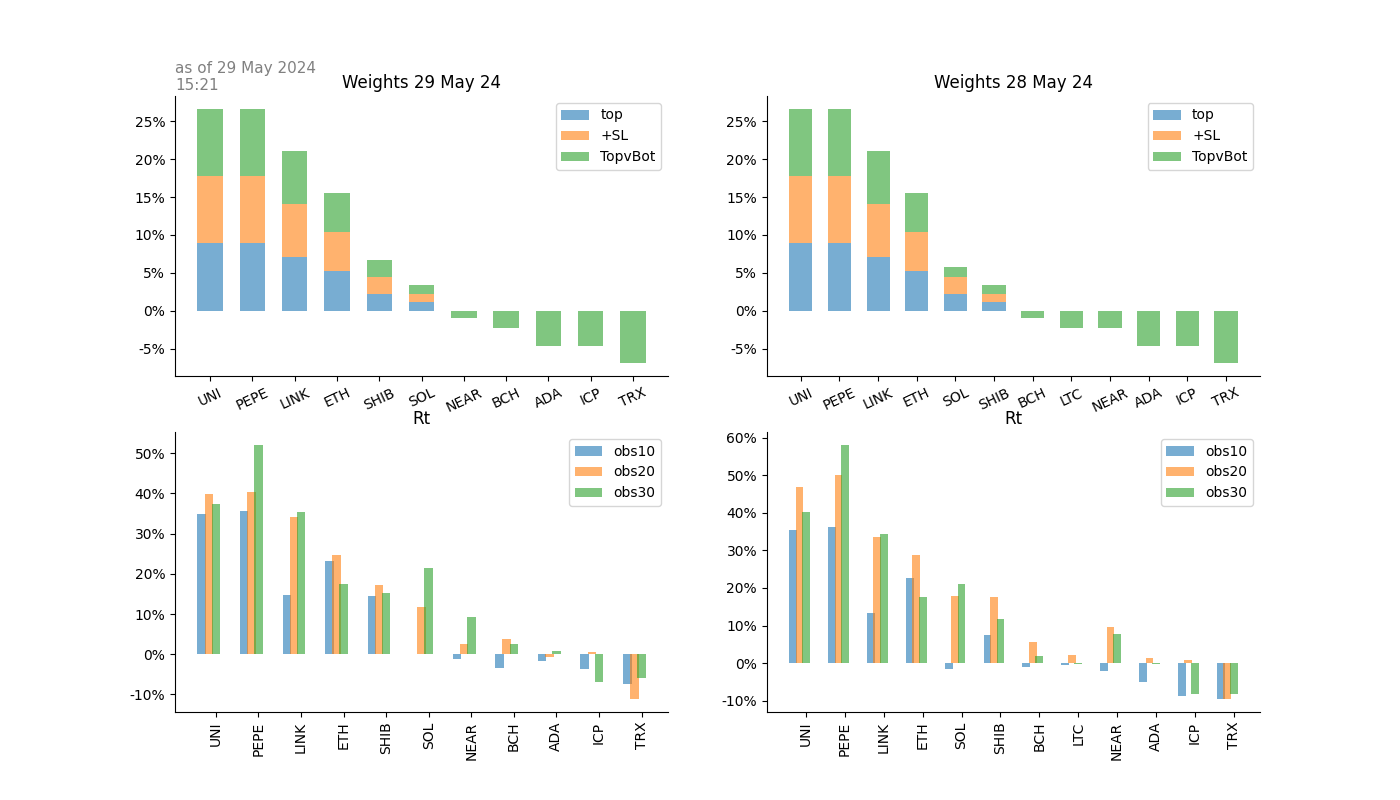 as of 29 May 2024
15:21
Weights 29 May 24
25%
20%
15%
10%
5%
0%
-5%
top
+SL
TopvBot
UNI PEPE LINK ETH SHIB SOL NEAR BCH ADA ICP TRX
Weights 28 May 24
25%
20%
15%
10%
5%
0%
-5%
top
+SL
TopvBot
UNI PEPE LINK ETH SOL SHIB BCH LTC NEAR ADA ICP TRX
Rt
50%
40%
30%
20%
10%
0%
-10%
obs10
obs20
obs30
UNI PEPE LINK ETH SHIB SOL NEAR BCH ADA ICP TRX
Rt
60%
50%
40%
30%
20%
10%
0%
-10%
obs10
obs20
obs30
UNI PEPE LINK ETH SOL SHIB BCH LTC NEAR ADA ICP TRX